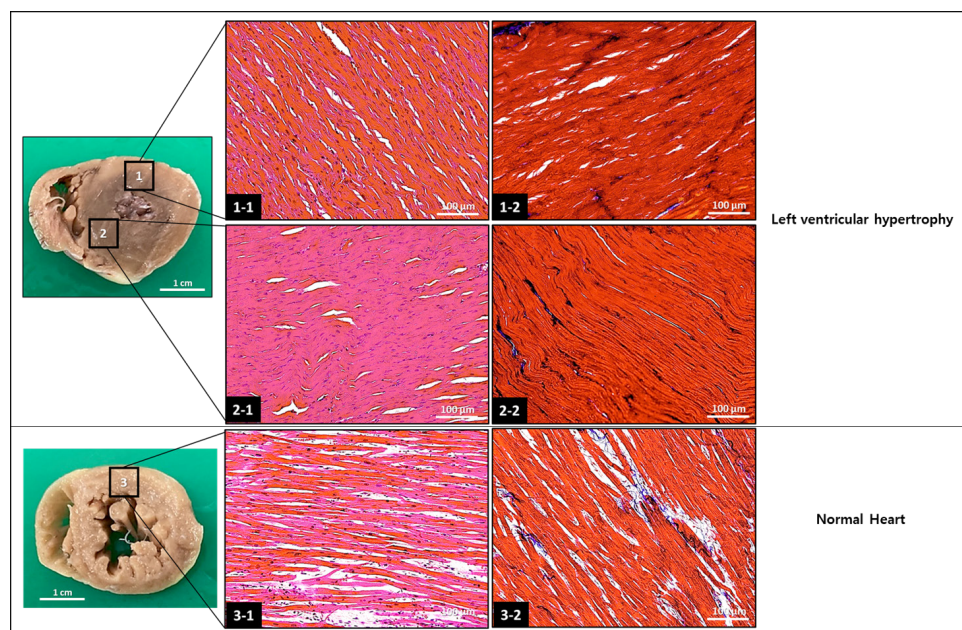 1
2
1 cm
1-1
100 µm
1-2
100 µm
Left ventricular hypertrophy
2-1
100 µm
2-2
100 µm
3
1 cm
3-1
100 µm
3-2
100 µm
Normal Heart